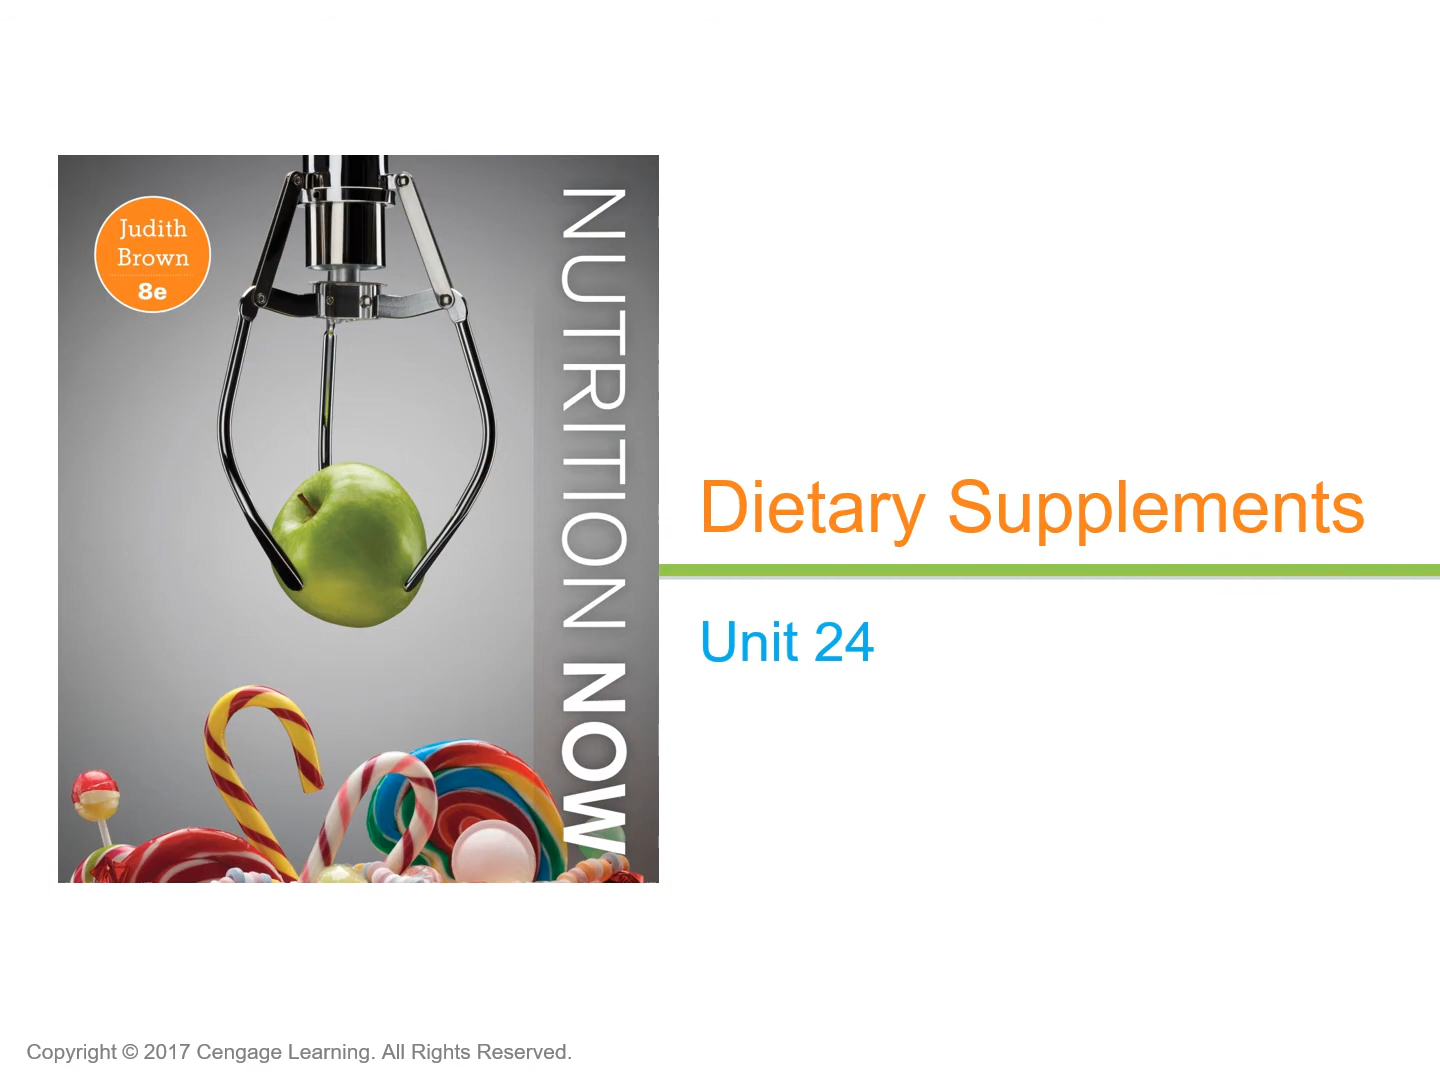 Judith
Brown
8e
NUTRITION NOW
Dietary Supplements
Unit 24
Copyright © 2017 Cengage Learning. All Rights Reserved.